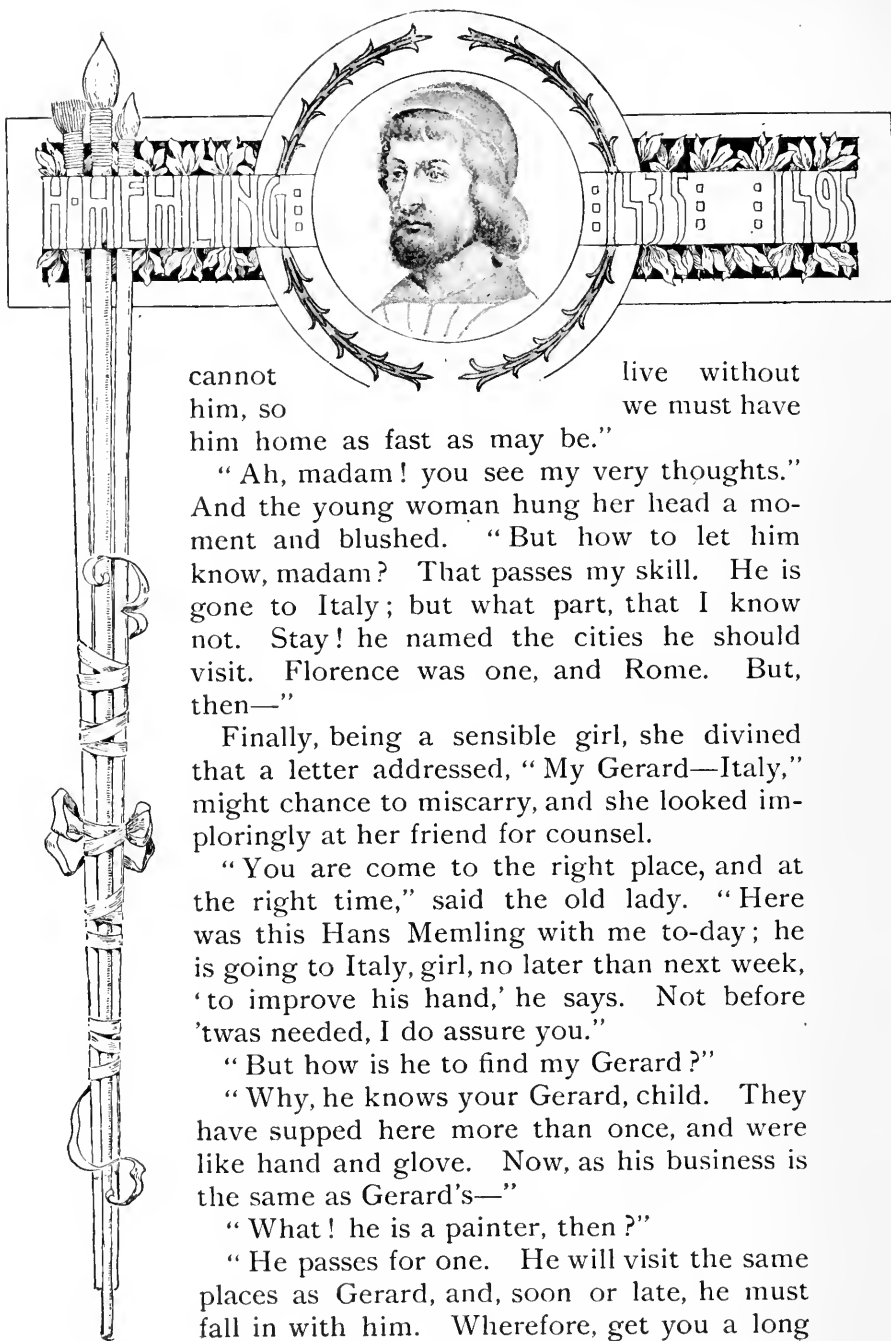 H·MEMLING: :1435: :1495
cannot live without
him, so we must have
him home as fast as may be.”
“Ah, madam! you see my very thoughts.”
And the young woman hung her head a mo-
ment and blushed. “But how to let him
know, madam? That passes my skill. He is
gone to Italy; but what part, that I know
not. Stay! he named the cities he should
visit. Florence was one, and Rome. But,
then—”
Finally, being a sensible girl, she divined
that a letter addressed, “My Gerard—Italy,”
might chance to miscarry, and she looked im-
ploringly at her friend for counsel.
“You are come to the right place, and at
the right time,” said the old lady. “Here
was this Hans Memling with me to-day; he
is going to Italy, girl, no later than next week,
‘to improve his hand,’ he says. Not before
’twas needed, I do assure you.”
“But how is he to find my Gerard?”
“Why, he knows your Gerard, child. They
have supped here more than once, and were
like hand and glove. Now, as his business is
the same as Gerard’s—”
“What! he is a painter, then?”
“He passes for one. He will visit the same
places as Gerard, and, soon or late, he must
fall in with him. Wherefore, get you a long